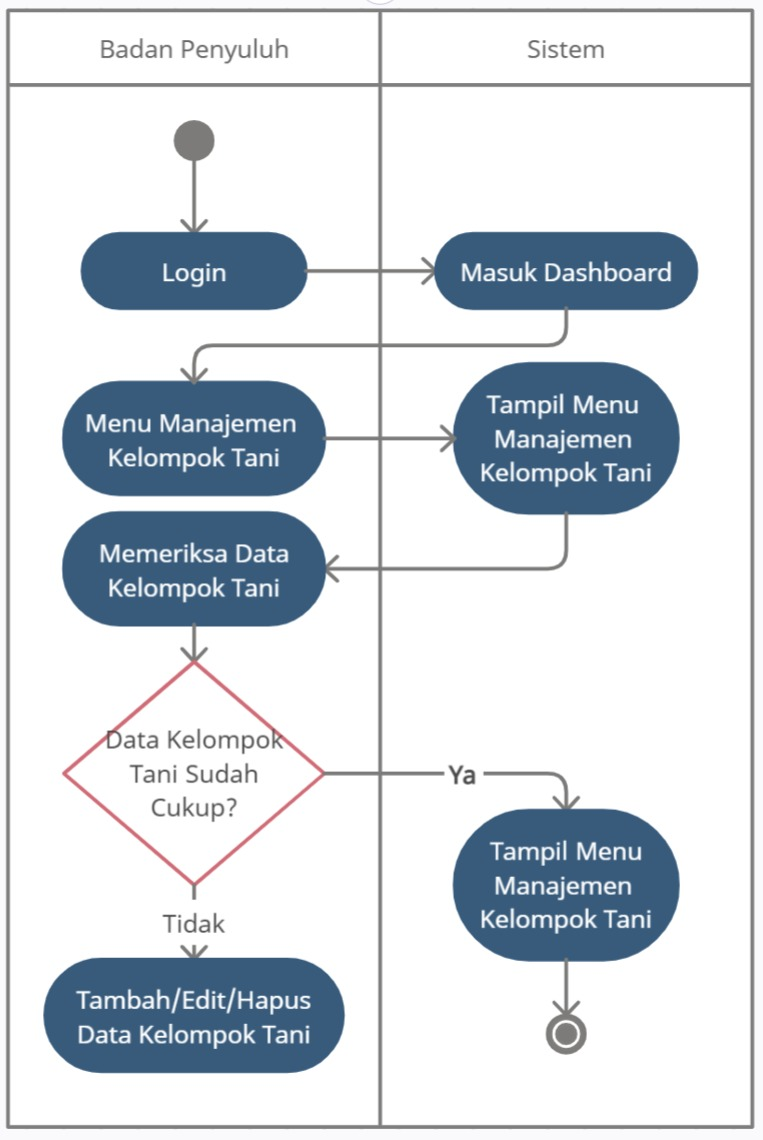 Badan Penyuluh
Sistem
Login
Masuk Dashboard
Menu Manajemen
Kelompok Tani
Tampil Menu
Manajemen
Kelompok Tani
Memeriksa Data
Kelompok Tani
Data Kelompok
Tani Sudah
Cukup?
Ya
Tampil Menu
Manajemen
Kelompok Tani
Tidak
Tambah/Edit/Hapus
Data Kelompok Tani